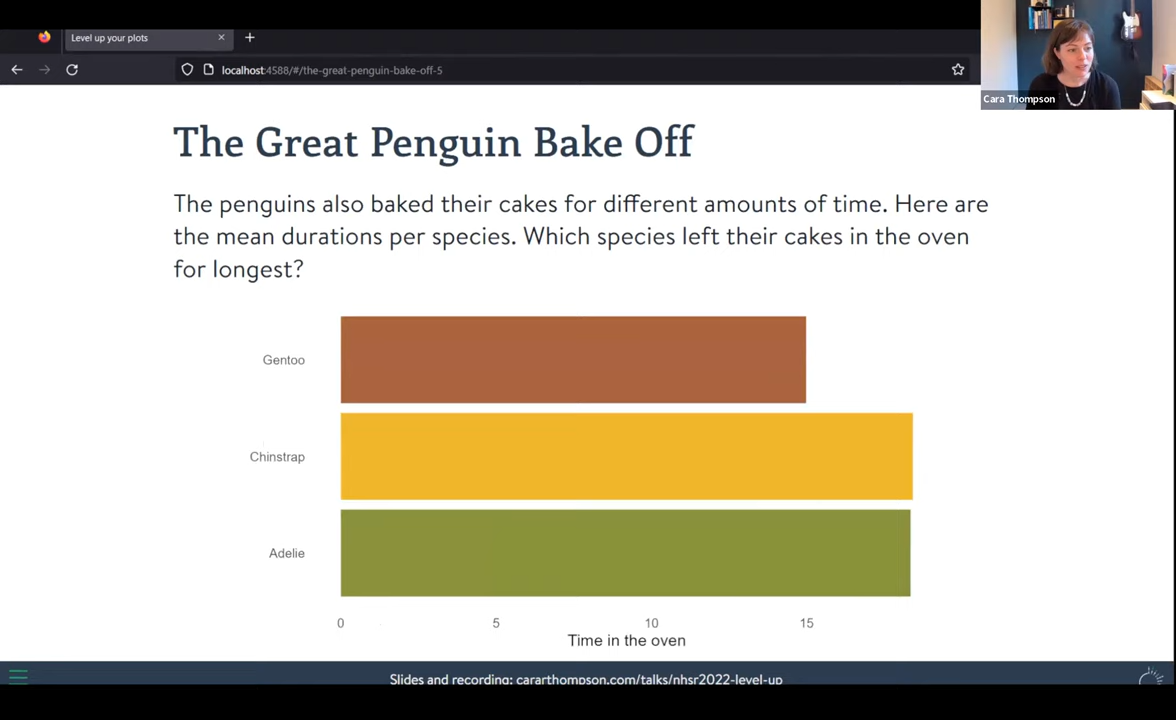 Level up your plots
localhost:4588/#/the-great-penguin-bake-off-5
Cara Thompson
The Great Penguin Bake Off
The penguins also baked their cakes for different amounts of time. Here are
the mean durations per species. Which species left their cakes in the oven
for longest?
Gentoo
Chinstrap
Adelie
0 5 10 15
Time in the oven
Slides and recording: cararthompson.com/talks/nhsr2022-level-up